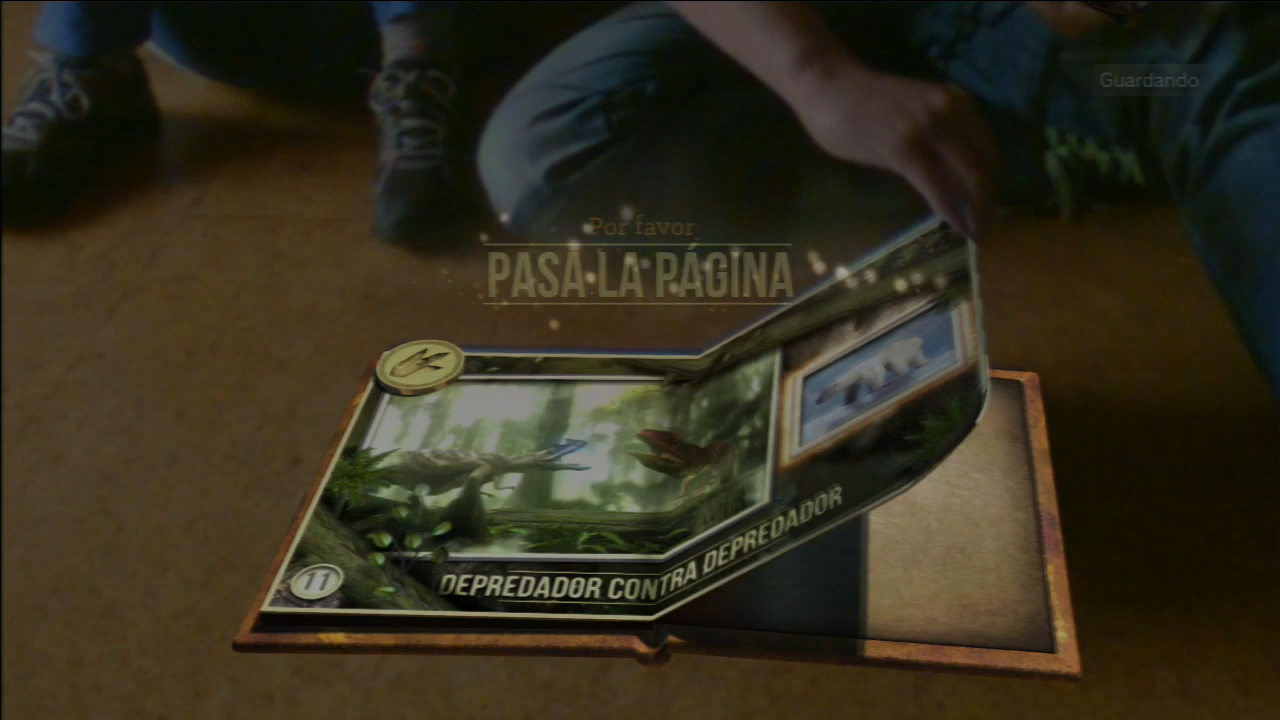 Guardando
Por favor
PASA LA PÁGINA
11
DEPREDADOR CONTRA DEPREDADOR